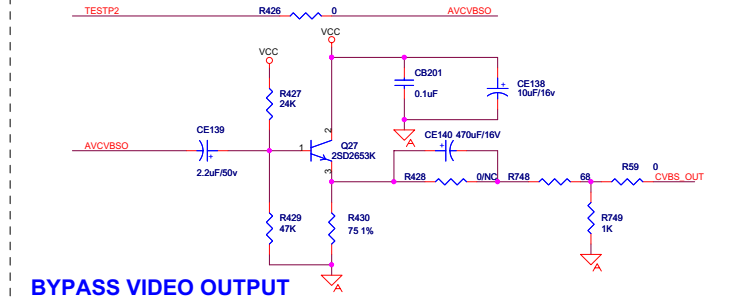 TESTP2 R426 0 AVCVBSO
VCC
VCC
CB201
0.1uF
CE138
10uF/16v
R427
24K
AVCVBSO
CE139
2.2uF/50v
1
2
3
Q27
2SD2653K
CE140 470uF/16V
R428 0/NC R748 68 R59 0
CVBS_OUT
R429
47K
R430
75 1%
R749
1K
A
A
A
BYPASS VIDEO OUTPUT